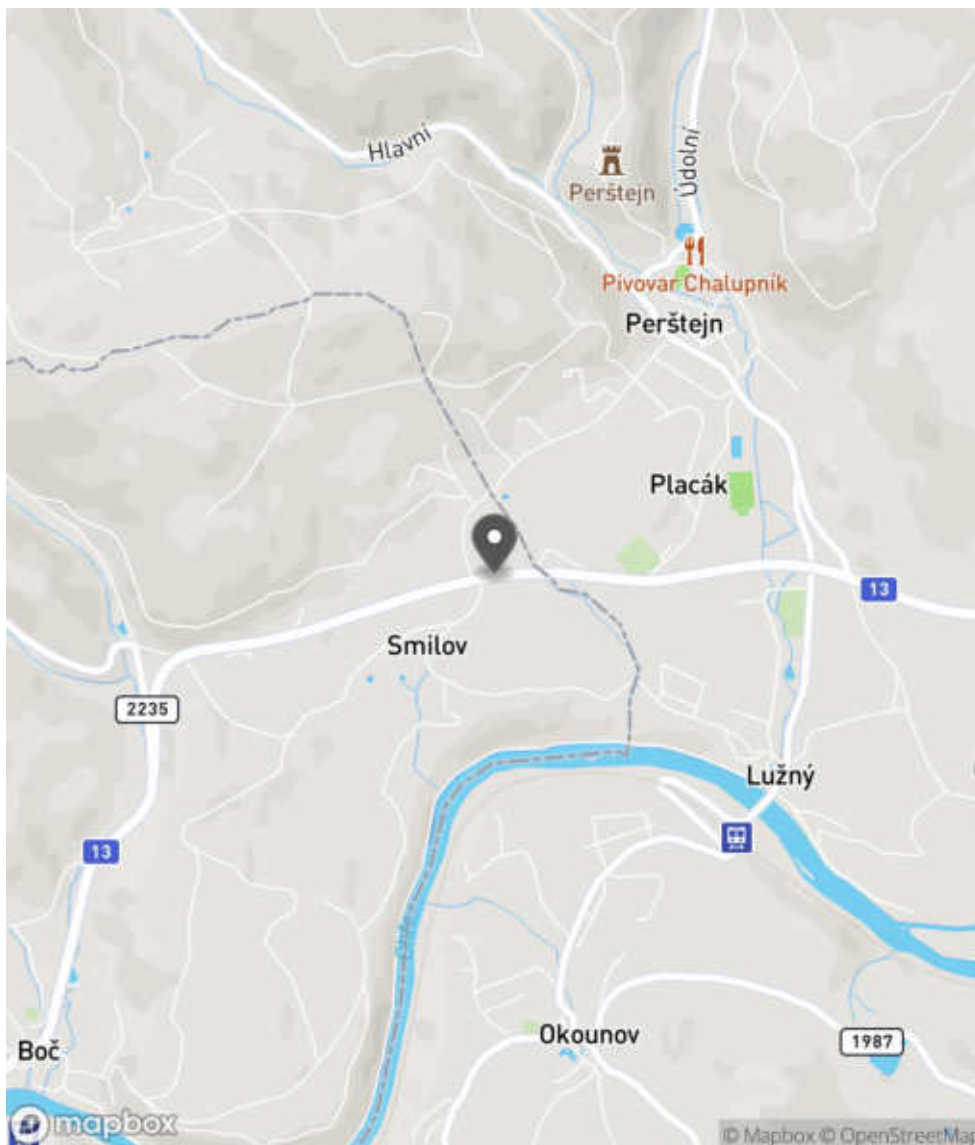 Hlavní
Údolní
Perštejn
Pivovar Chalupník
Perštejn
Placák
13
Smilov
2235
Lužný
13
Okounov
1987
Boč
mapbox
© Mapbox © OpenStreetMa